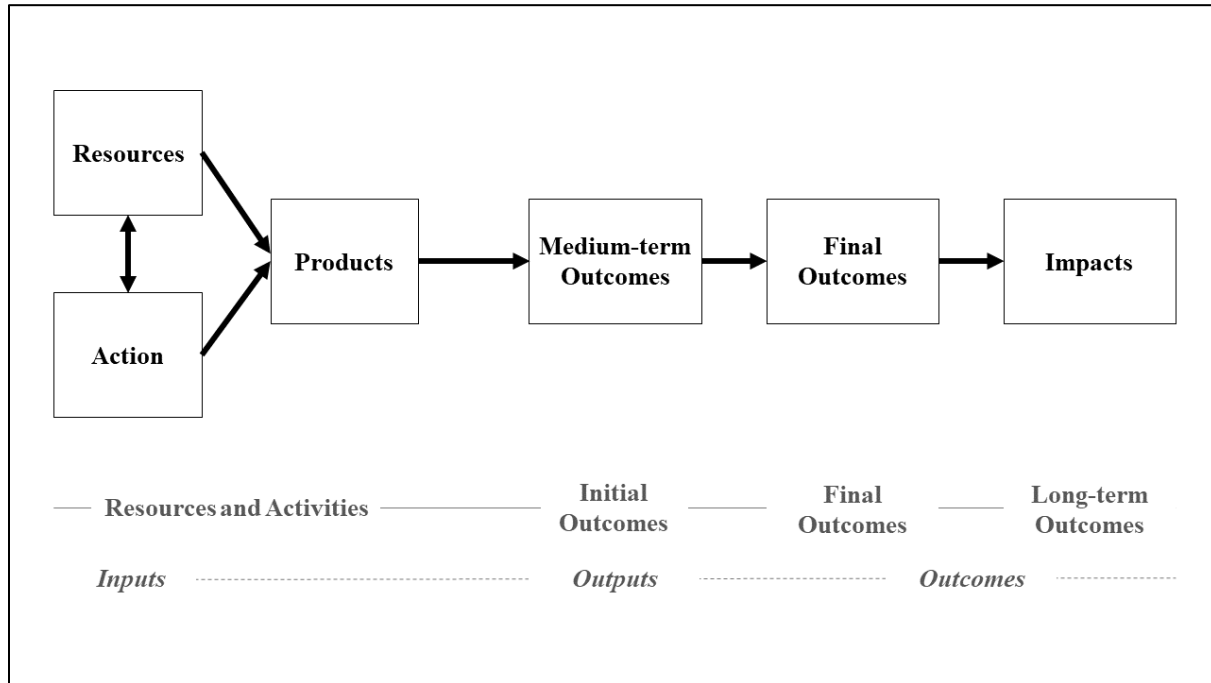 Resources
Action
Products
Medium-term
Outcomes
Final
Outcomes
Impacts
Resources and Activities
Initial
Outcomes
Final
Outcomes
Long-term
Outcomes
Inputs
Outputs
Outcomes